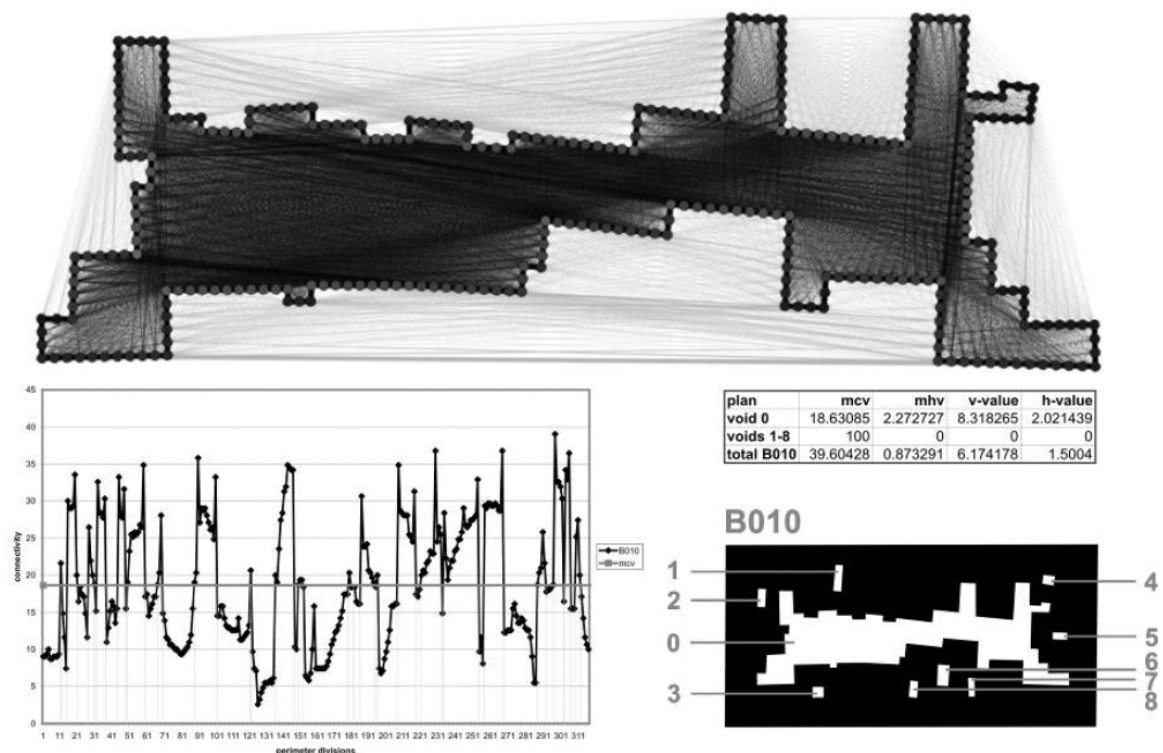 45
40
35
30
25
20
15
10
5
0
connectivity
1 11 21 31 41 51 61 71 81 91 101 111 121 131 141 151 161 171 181 191 201 211 221 231 241 251 261 271 281 291 301 311
perimeter divisions
B010
mcv
plan mcv mhv v-value h-value
void 0 18.63085 2.272727 8.318265 2.021439
voids 1-8 100 0 0 0
total B010 39.60428 0.873291 6.174178 1.5004
B010
1
2
0
3
4
5
6
7
8